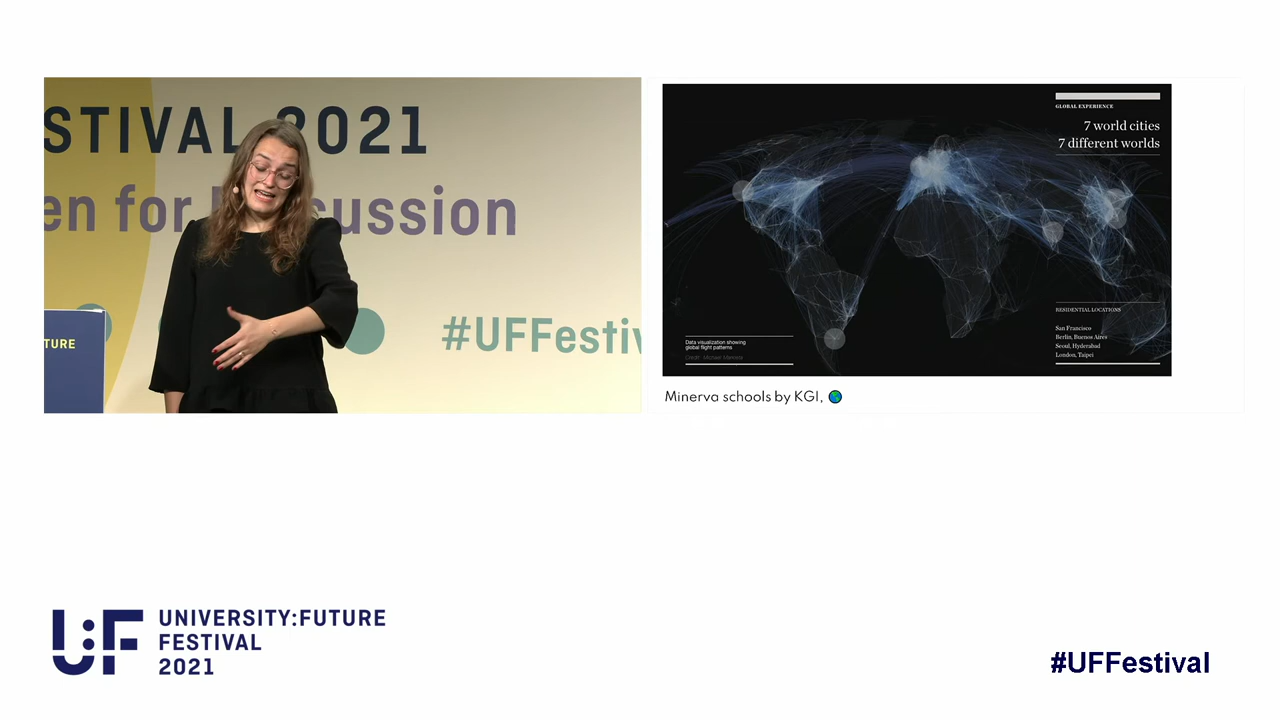 STIVAL 2021
en for D cussion
#UFFestiv
TURE
GLOBAL EXPERIENCE
7 world cities
7 different worlds
Data visualization showing
global flight patterns
RESIDENTIAL LOCATIONS
San Francisco
Berlin, Buenos Aires
Seoul, Hyderabad
London, Taipei
Minerva schools by KGI,
U:F UNIVERSITY:FUTURE
FESTIVAL
2021
#UFFestival